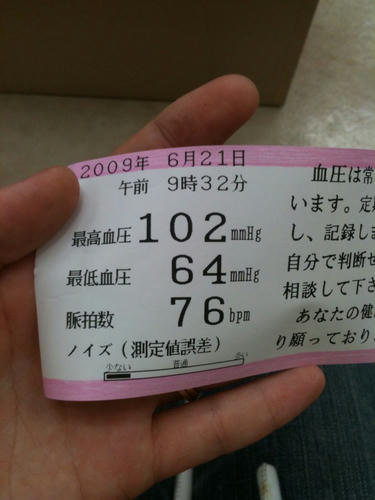 2009年 6月21日
午前 9時32分
最高血圧 102 mmHg
最低血圧 64 mmHg
脈拍数 76 bpm
ノイズ (測定値誤差)
少ない 普通 多い
血圧は常
います。定期
し、記録しま
自分で判断せ
相談して下さ
あなたの健
り願っており